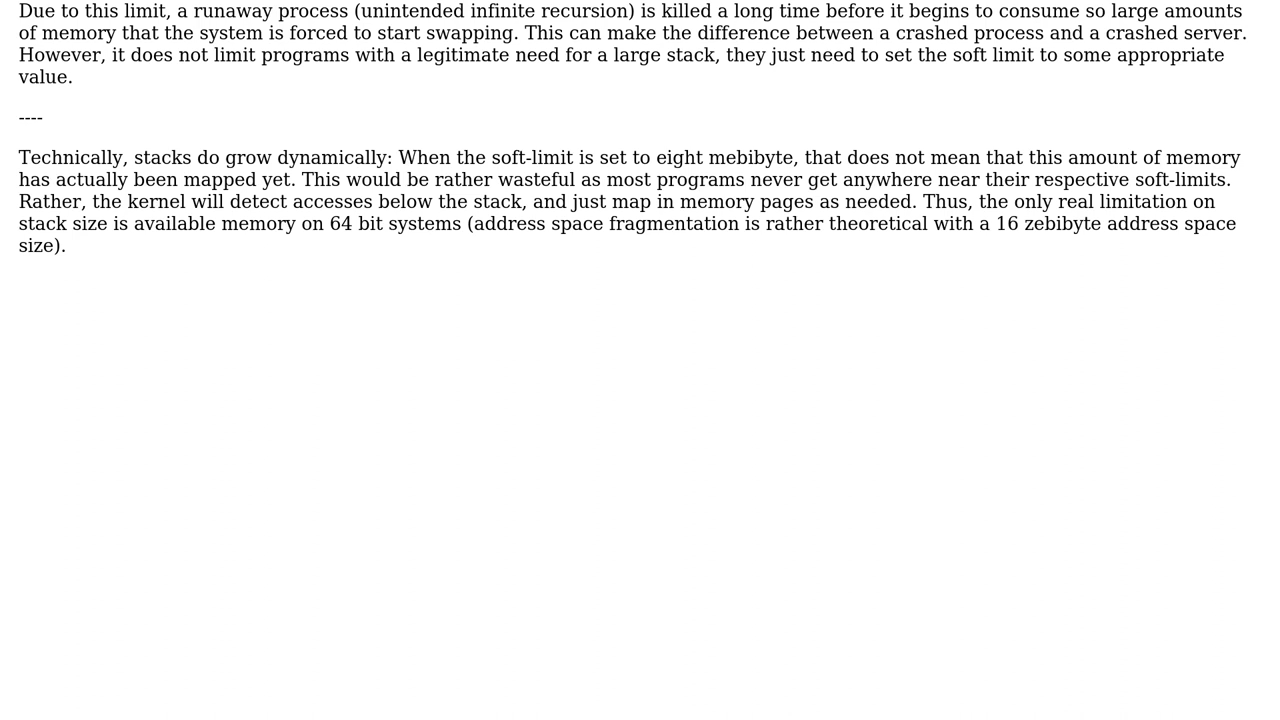 Due to this limit, a runaway process (unintended infinite recursion) is killed a long time before it begins to consume so large amounts
of memory that the system is forced to start swapping. This can make the difference between a crashed process and a crashed server.
However, it does not limit programs with a legitimate need for a large stack, they just need to set the soft limit to some appropriate
value.
----
Technically, stacks do grow dynamically: When the soft-limit is set to eight mebibyte, that does not mean that this amount of memory
has actually been mapped yet. This would be rather wasteful as most programs never get anywhere near their respective soft-limits.
Rather, the kernel will detect accesses below the stack, and just map in memory pages as needed. Thus, the only real limitation on
stack size is available memory on 64 bit systems (address space fragmentation is rather theoretical with a 16 zebibyte address space
size).